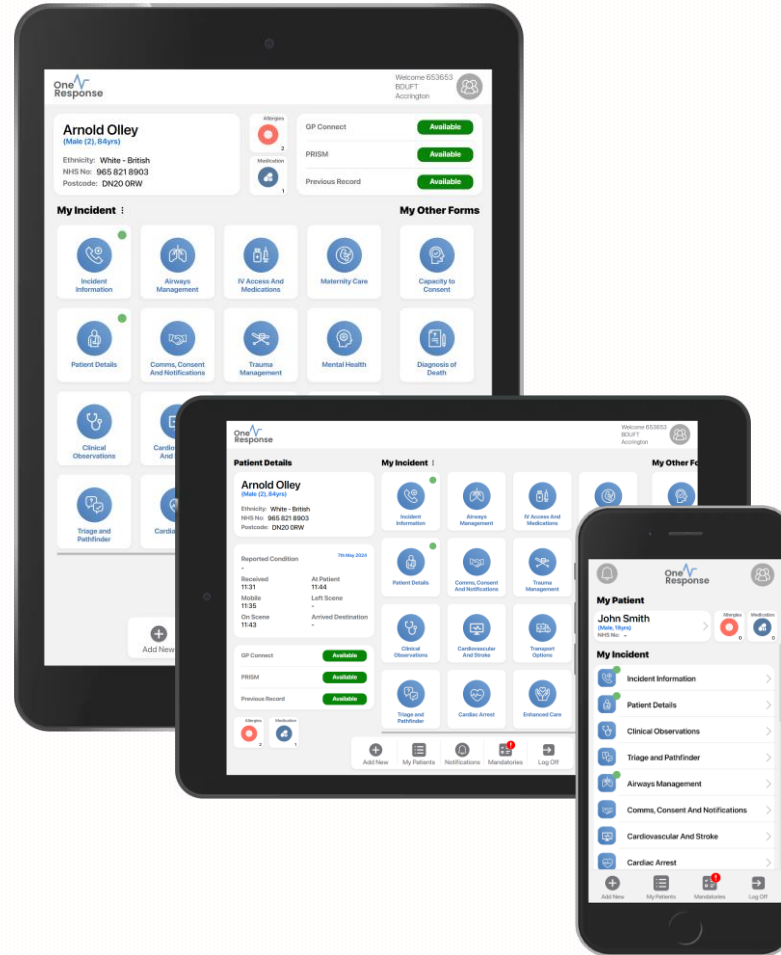 One
Response
Welcome 653653
BDUFT
Accrington
Arnold Olley
(Male (2), 84yrs)
Ethnicity: White - British
NHS No: 965 821 8903
Postcode: DN20 0RW
Allergies
2
Medication
1
GP Connect Available
PRISM Available
Previous Record Available
My Incident
My Other Forms
Incident
Information
Airways
Management
IV Access And
Medications
Maternity Care
Capacity to
Consent
Patient Details
Comms, Consent
And Notifications
Trauma
Management
Mental Health
Diagnosis of
Death
Clinical
Observations
Triage and
Pathfinder
Add New
One
Response
Welcome 653653
BDUFT
Accrington
Patient Details
Arnold Olley
(Male (2), 84yrs)
Ethnicity: White - British
NHS No: 965 821 8903
Postcode: DN20 0RW
Reported Condition 7th May 2024
-
Received At Patient
11:31 11:44
Mobile Left Scene
11:35 -
On Scene Arrived Destination
11:43 -
GP Connect Available
PRISM Available
Previous Record Available
Allergies
2
Medication
1
My Incident
My Other
Incident
Information
Airways
Management
IV Access And
Medications
Patient Details
Comms, Consent
And Notifications
Trauma
Management
Clinical
Observations
Cardiovascular
And Stroke
Transport
Options
Triage and
Pathfinder
Cardiac Arrest
Enhanced Care
Add New
My Patients
Notifications
Mandatories
Log Off
One
Response
My Patient
John Smith
(Male, 18yrs)
NHS No: -
Allergies
0
Medication
0
My Incident
Incident Information
Patient Details
Clinical Observations
Triage and Pathfinder
Airways Management
Comms, Consent And Notifications
Cardiovascular And Stroke
Cardiac Arrest
Add New
My Patients
Mandatories
Log Off